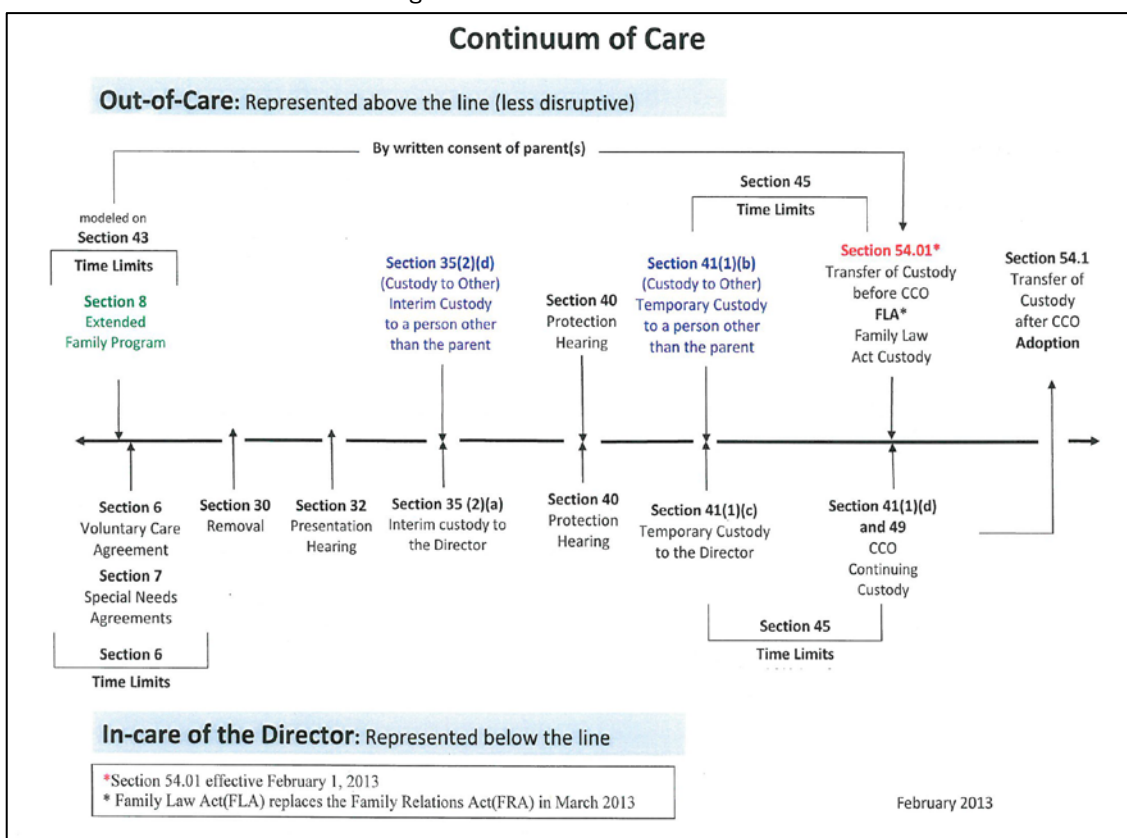 Continuum of Care
Out-of-Care: Represented above the line (less disruptive)
By written consent of parent(s)
modeled on
Section 43
Time Limits
Section 8
Extended
Family Program
Section 35(2)(d)
(Custody to Other)
Interim Custody
to a person other
than the parent
Section 40
Protection
Hearing
Section 45
Time Limits
Section 41(1)(b)
(Custody to Other)
Temporary Custody
to a person other
than the parent
Section 54.01*
Transfer of Custody
before CCO
FLA*
Family Law
Act Custody
Section 54.1
Transfer of
Custody
after CCO
Adoption
Section 6
Voluntary Care
Agreement
Section 7
Special Needs
Agreements
Section 6
Time Limits
Section 30
Removal
Section 32
Presentation
Hearing
Section 35 (2)(a)
Interim custody to
the Director
Section 40
Protection
Hearing
Section 41(1)(c)
Temporary Custody
to the Director
Section 41(1)(d)
and 49
CCO
Continuing
Custody
Section 45
Time Limits
In-care of the Director: Represented below the line
*Section 54.01 effective February 1, 2013
* Family Law Act(FLA) replaces the Family Relations Act(FRA) in March 2013
February 2013